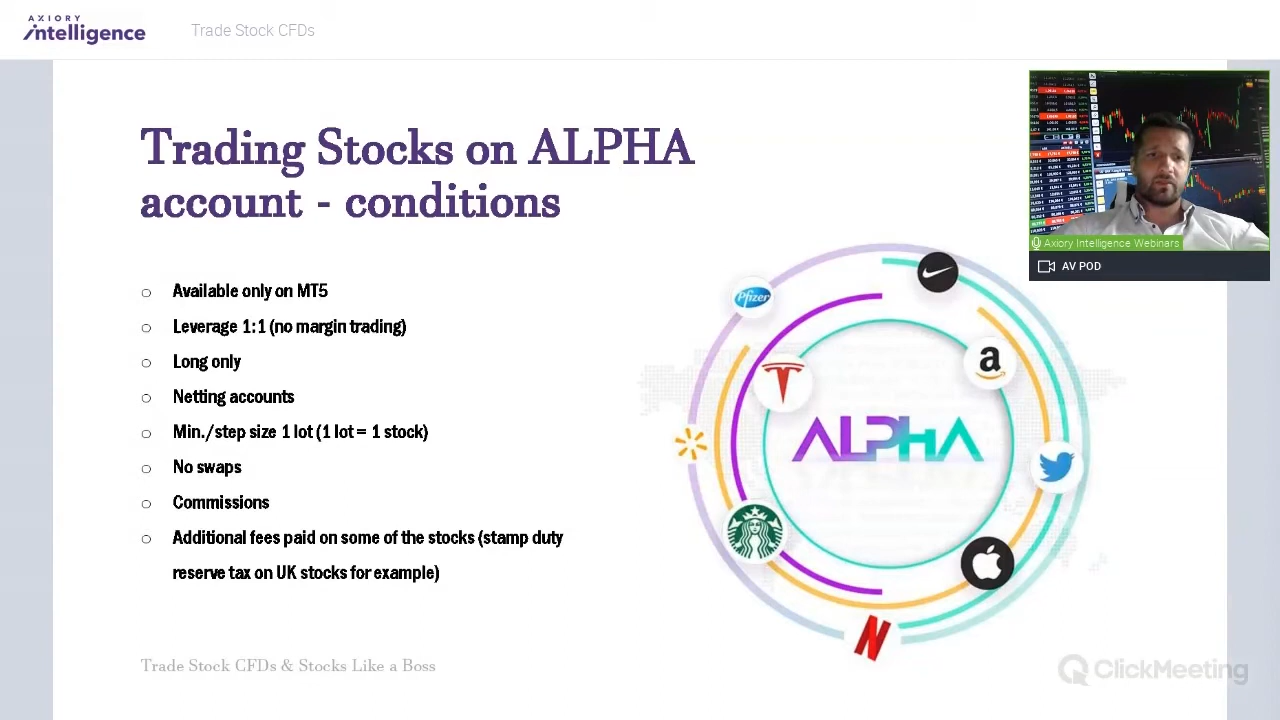 AXIORY
intelligence
Trade Stock CFDs
Trading Stocks on ALPHA
account - conditions
Available only on MT5
Leverage 1:1 (no margin trading)
Long only
Netting accounts
Min./step size 1 lot (1 lot = 1 stock)
No swaps
Commissions
Additional fees paid on some of the stocks (stamp duty
reserve tax on UK stocks for example)
Trade Stock CFDs & Stocks Like a Boss
Pfizer
a
ALPHA
Axiory Intelligence Webinars
AV POD
ClickMeeting